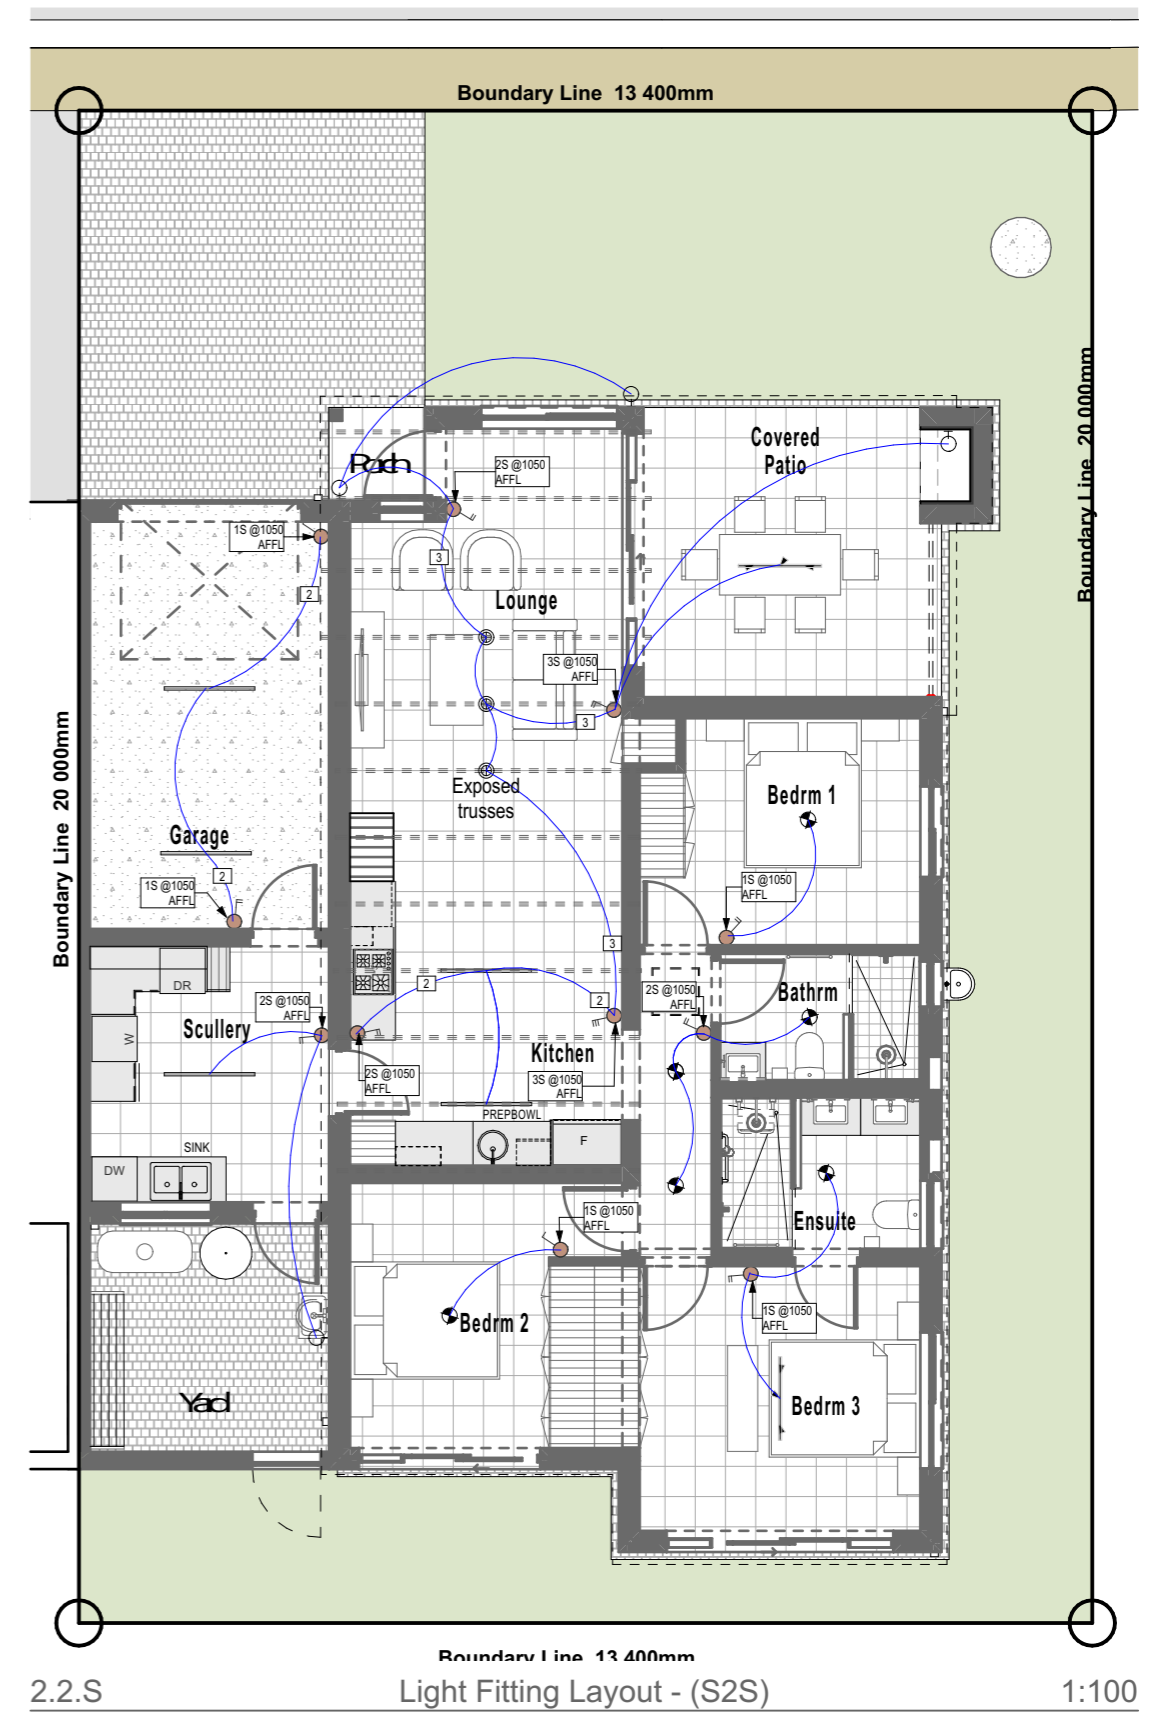 Boundary Line 13 400mm
Boundary Line 20 000mm
Covered
Patio
Porch
2S @1050
AFFL
1S @1050
AFFL
3
2
Lounge
3S @1050
AFFL
3
Exposed
trusses
Bedrm 1
Boundary Line 20 000mm
Garage
2
1S @1050
AFFL
1S @1050
AFFL
3
DR
2
2
2S @1050
AFFL
2S @1050
AFFL
Bathrm
Scullery
W
Kitchen
2S @1050
AFFL
3S @1050
AFFL
PREPBOWL
F
SINK
DW
1S @1050
AFFL
Ensuite
1S @1050
AFFL
Bedrm 2
Yad
Bedrm 3
Boundary Line 13 400mm
2.2.S
Light Fitting Layout - (S2S)
1:100